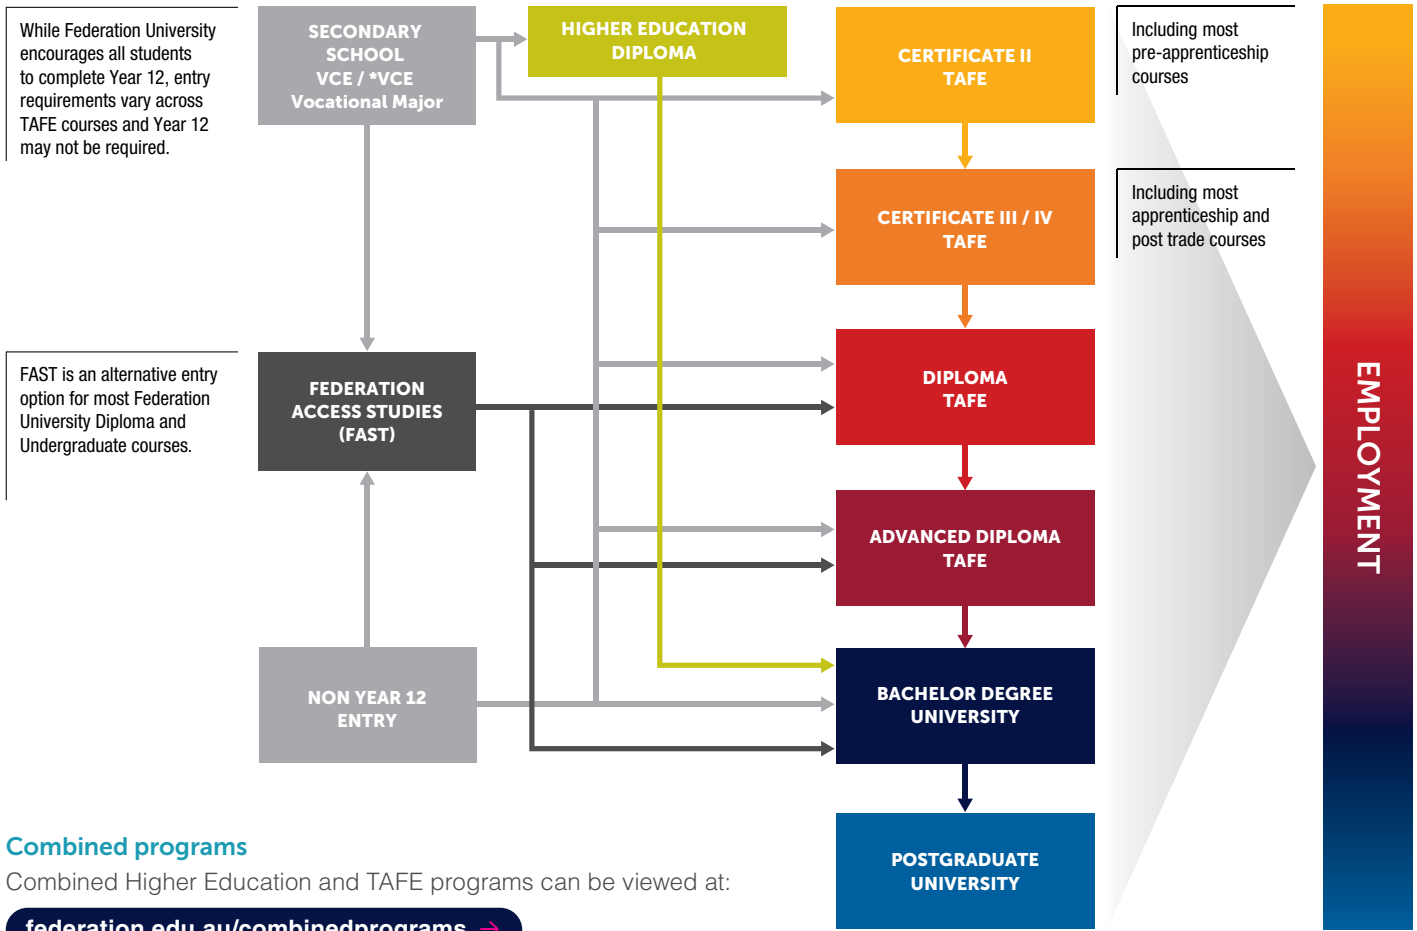 While Federation University
encourages all students
to complete Year 12, entry
requirements vary across
TAFE courses and Year 12
may not be required.
SECONDARY
SCHOOL
VCE / *VCE
Vocational Major
HIGHER EDUCATION
DIPLOMA
CERTIFICATE II
TAFE
Including most
pre-apprenticeship
courses
CERTIFICATE III / IV
TAFE
Including most
apprenticeship and
post trade courses
FAST is an alternative entry
option for most Federation
University Diploma and
Undergraduate courses.
FEDERATION
ACCESS STUDIES
(FAST)
DIPLOMA
TAFE
EMPLOYMENT
ADVANCED DIPLOMA
TAFE
NON YEAR 12
ENTRY
BACHELOR DEGREE
UNIVERSITY
POSTGRADUATE
UNIVERSITY
Combined programs
Combined Higher Education and TAFE programs can be viewed at:
federation.edu.au/combinedprograms →